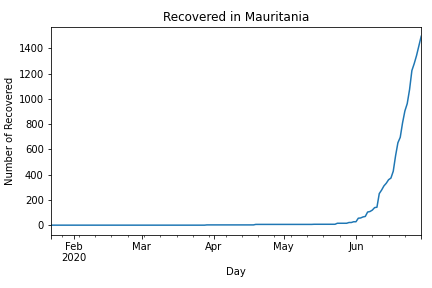 Recovered in Mauritania
Number of Recovered
1400
1200
1000
800
600
400
200
0
Feb
2020
Mar
Apr
May
Jun
Day